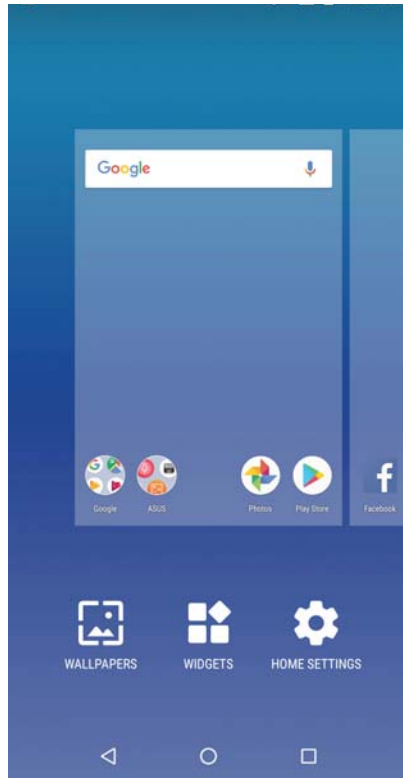 Google
Google
ASUS
Photos
Play Store
Facebook
WALLPAPERS
WIDGETS
HOME SETTINGS